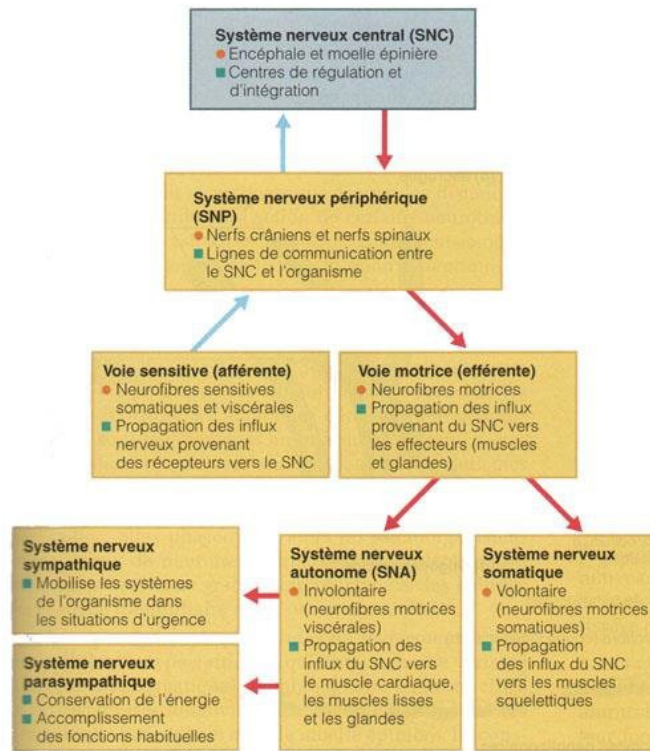 Système nerveux central (SNC)
Encéphale et moelle épinière
Centres de régulation et
d'intégration
Système nerveux périphérique
(SNP)
Nerfs crâniens et nerfs spinaux
Lignes de communication entre
le SNC et l'organisme
Voie sensitive (afférente)
Neurofibres sensitives
somatiques et viscérales
Propagation des influx
nerveux provenant
des récepteurs vers le SNC
Voie motrice (efférente)
Neurofibres motrices
Propagation des influx
provenant du SNC vers
les effecteurs (muscles
et glandes)
Système nerveux
sympathique
Mobilise les systèmes
de l'organisme dans
les situations d'urgence
Système nerveux
parasympathique
Conservation de l'énergie
Accomplissement
des fonctions habituelles
Système nerveux
autonome (SNA)
Involontaire
(neurofibres motrices
viscérales)
Propagation des
influx du SNC vers
le muscle cardiaque,
les muscles lisses
et les glandes
Système nerveux
somatique
Volontaire
(neurofibres motrices
somatiques)
Propagation
des influx du SNC
vers les muscles
squelettiques